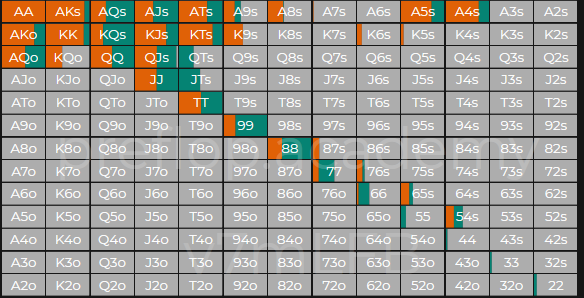 AA AKs AQs AJs ATs A9s A8s A7s A6s A5s A4s A3s A2s
AKo KK KQs KJs KTs K9s K8s K7s K6s K5s K4s K3s K2s
AQo KQo QQ QJs QTs Q9s Q8s Q7s Q6s Q5s Q4s Q3s Q2s
AJo KJo QJo JJ JTs J9s J8s J7s J6s J5s J4s J3s J2s
ATo KTo QTo JTo TT T9s T8s T7s T6s T5s T4s T3s T2s
A9o K9o Q9o J9o T9o 99 98s 97s 96s 95s 94s 93s 92s
preflop.academy
A8o K8o Q8o J8o T8o 98o 88 87s 86s 85s 84s 83s 82s
A7o K7o Q7o J7o T7o 97o 87o 77 76s 75s 74s 73s 72s
A6o K6o Q6o J6o T6o 96o 86o 76o 66 65s 64s 63s 62s
A5o K5o Q5o J5o T5o 95o 85o 75o 65o 55 54s 53s 52s
A4o K4o Q4o J4o T4o 94o 84o 74o 64o 54o 44 43s 42s
A3o K3o Q3o J3o T3o 93o 83o 73o 63o 53o 43o 33 32s
A2o K2o Q2o J2o T2o 92o 82o 72o 62o 52o 42o 32o 22